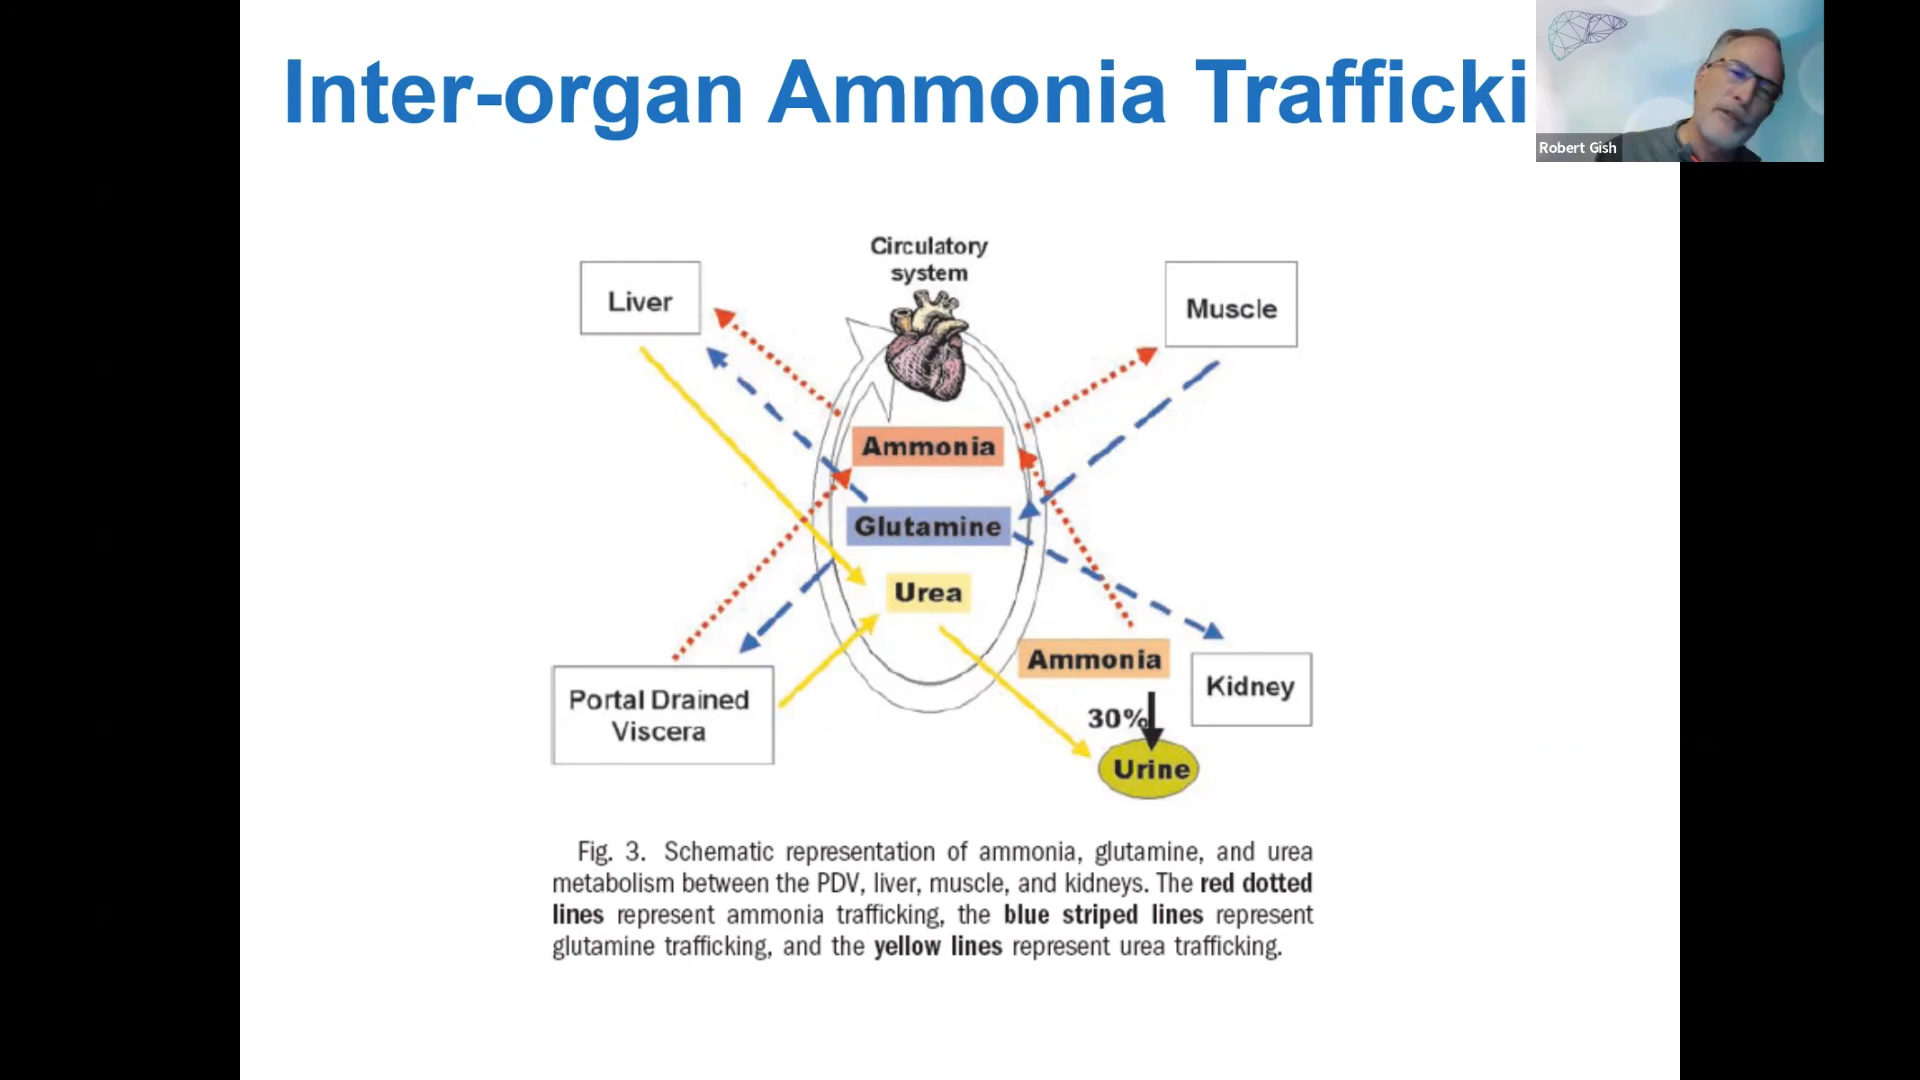 Inter-organ Ammonia Trafficki
Robert Gish
Circulatory
system
Liver
Muscle
Ammonia
Glutamine
Urea
Ammonia
Portal Drained
Viscera
Kidney
30%
Urine
Fig. 3. Schematic representation of ammonia, glutamine, and urea
metabolism between the PDV, liver, muscle, and kidneys. The red dotted
lines represent ammonia trafficking, the blue striped lines represent
glutamine trafficking, and the yellow lines represent urea trafficking.